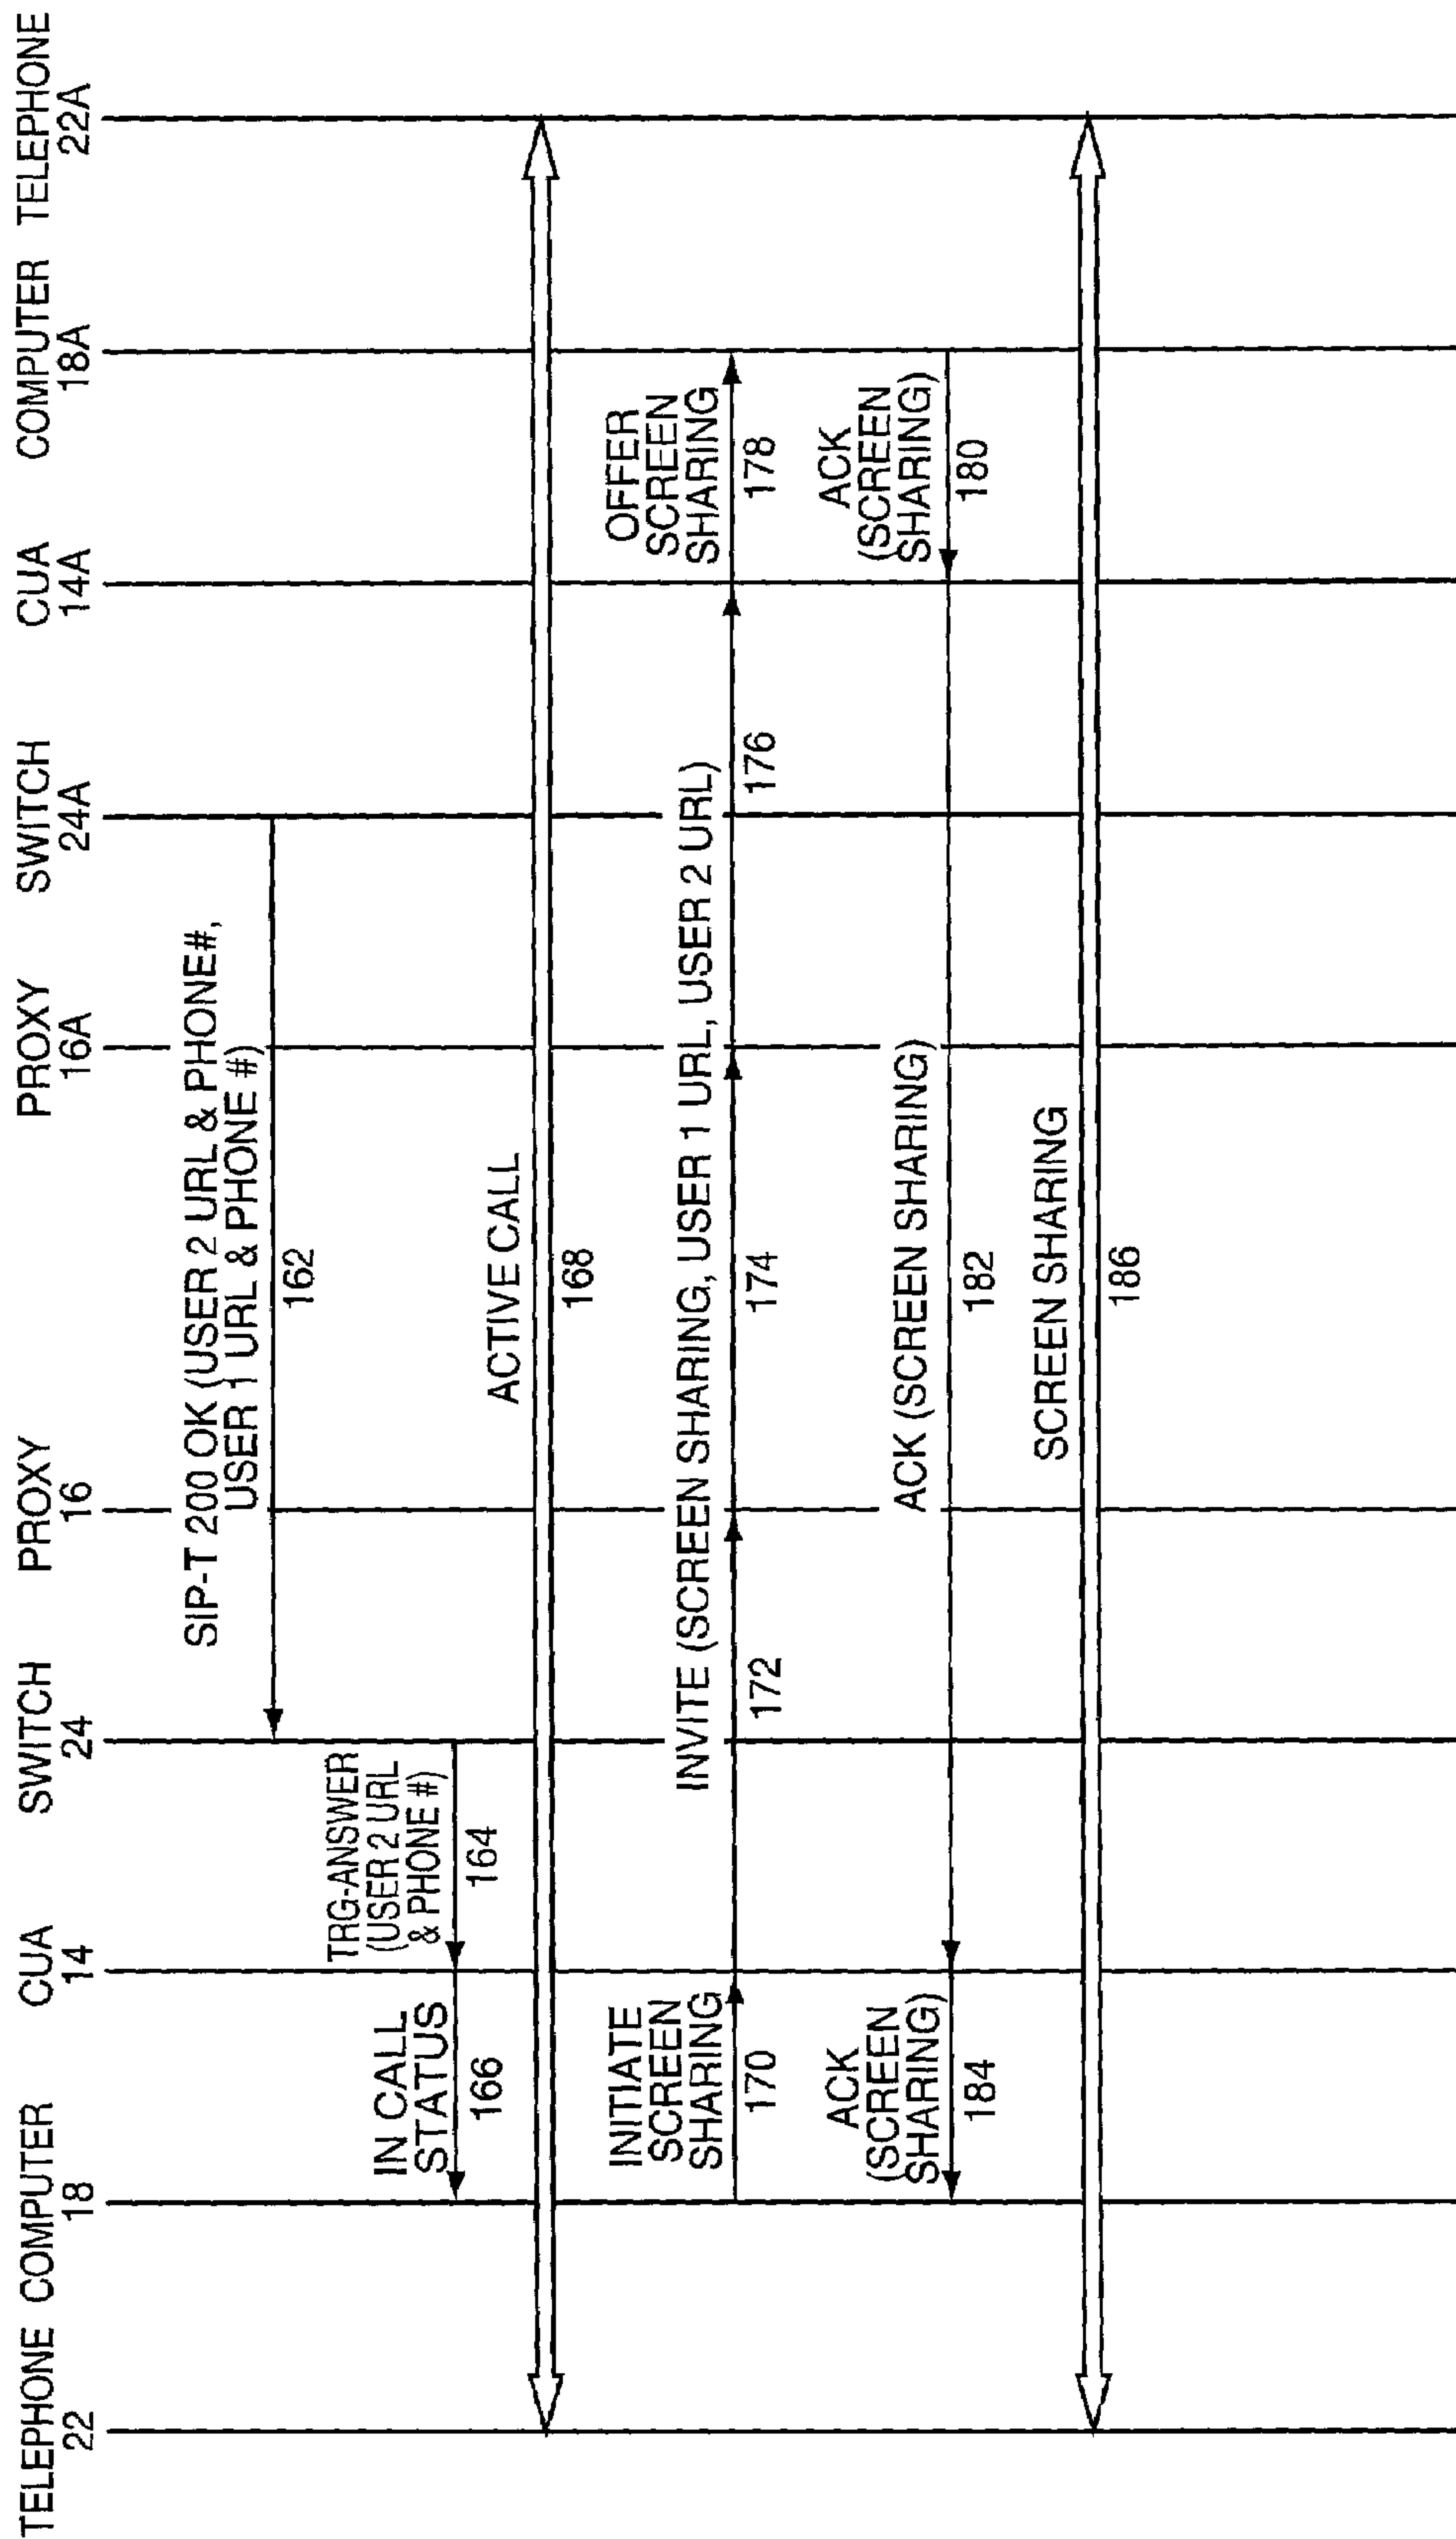 TELEPHONE
22
COMPUTER
18
CUA
14
SWITCH
24
PROXY
16
PROXY
16A
SWITCH
24A
CUA
14A
COMPUTER
18A
TELEPHONE
22A
SIP-T 200 OK (USER 2 URL & PHONE#,
USER 1 URL & PHONE #)
162
TRG-ANSWER
(USER 2 URL
& PHONE #)
164
IN CALL
STATUS
166
ACTIVE CALL
168
INITIATE
SCREEN
SHARING
170
INVITE (SCREEN SHARING, USER 1 URL, USER 2 URL)
172
174
176
OFFER
SCREEN
SHARING
178
ACK
(SCREEN
SHARING)
180
ACK (SCREEN SHARING)
182
ACK
(SCREEN
SHARING)
184
SCREEN SHARING
186